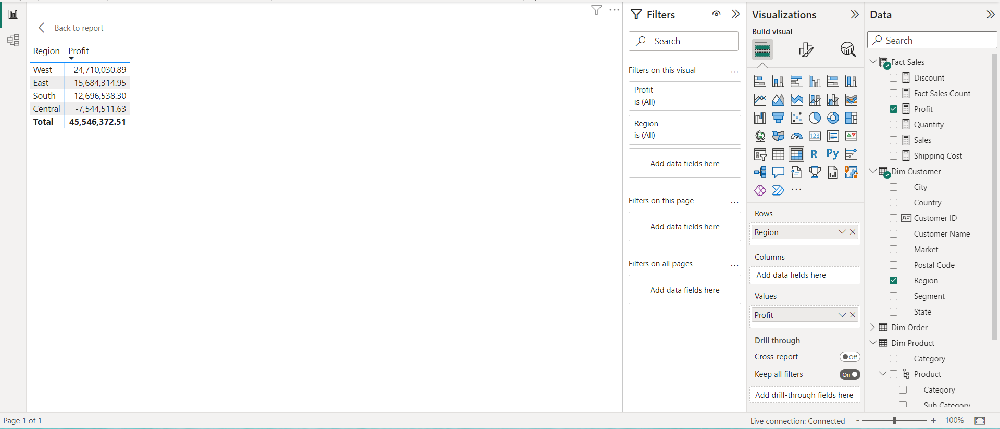 Back to report
Region Profit
West 24,710,030.89
East 15,684,314.95
South 12,696,538.30
Central -7,544,511.63
Total 45,546,372.51
Filters
Search
Filters on this visual ...
Profit
is (All)
Region
is (All)
Add data fields here
Filters on this page ...
Add data fields here
Filters on all pages ...
Add data fields here
Visualizations
Build visual
123
R
Py
...
Rows
Region
Columns
Add data fields here
Values
Profit
Drill through
Cross-report Off
Keep all filters On
Add drill-through fields here
Data
Search
Fact Sales
Discount
Fact Sales Count
Profit
Quantity
Sales
Shipping Cost
Dim Customer
City
Country
Customer ID
Customer Name
Market
Postal Code
Region
Segment
State
Dim Order
Dim Product
Category
Product
Category
Sub Category
Page 1 of 1
Live connection: Connected - + 100%